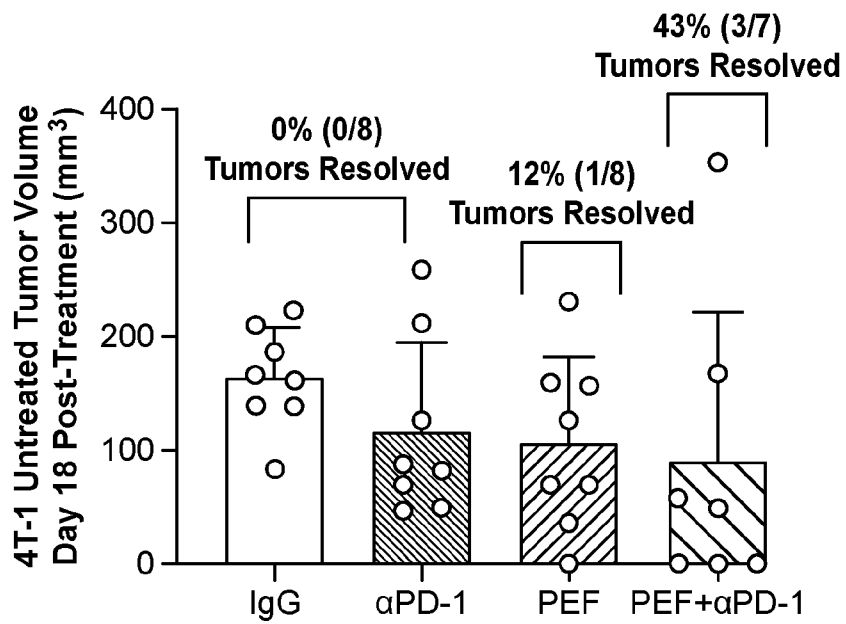 43% (3/7)
Tumors Resolved
0% (0/8)
Tumors Resolved
12% (1/8)
Tumors Resolved
4T-1 Untreated Tumor Volume
Day 18 Post-Treatment (mm³)
400
300
200
100
0
IgG
αPD-1
PEF
PEF+αPD-1